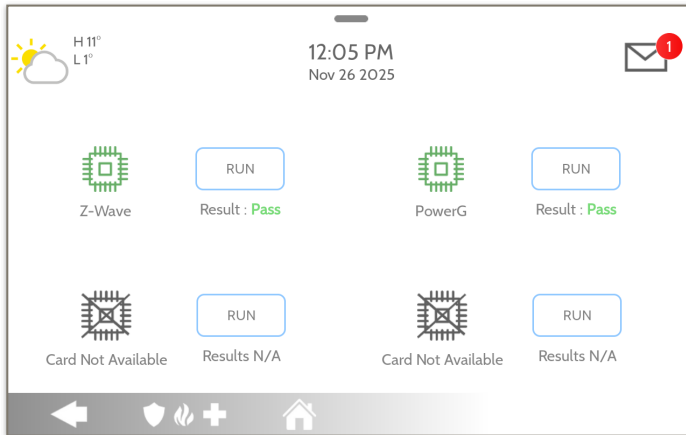 H 11°
L 1°
12:05 PM
Nov 26 2025
1
RUN
Z-Wave
Result : Pass
RUN
PowerG
Result : Pass
RUN
Card Not Available
Results N/A
RUN
Card Not Available
Results N/A